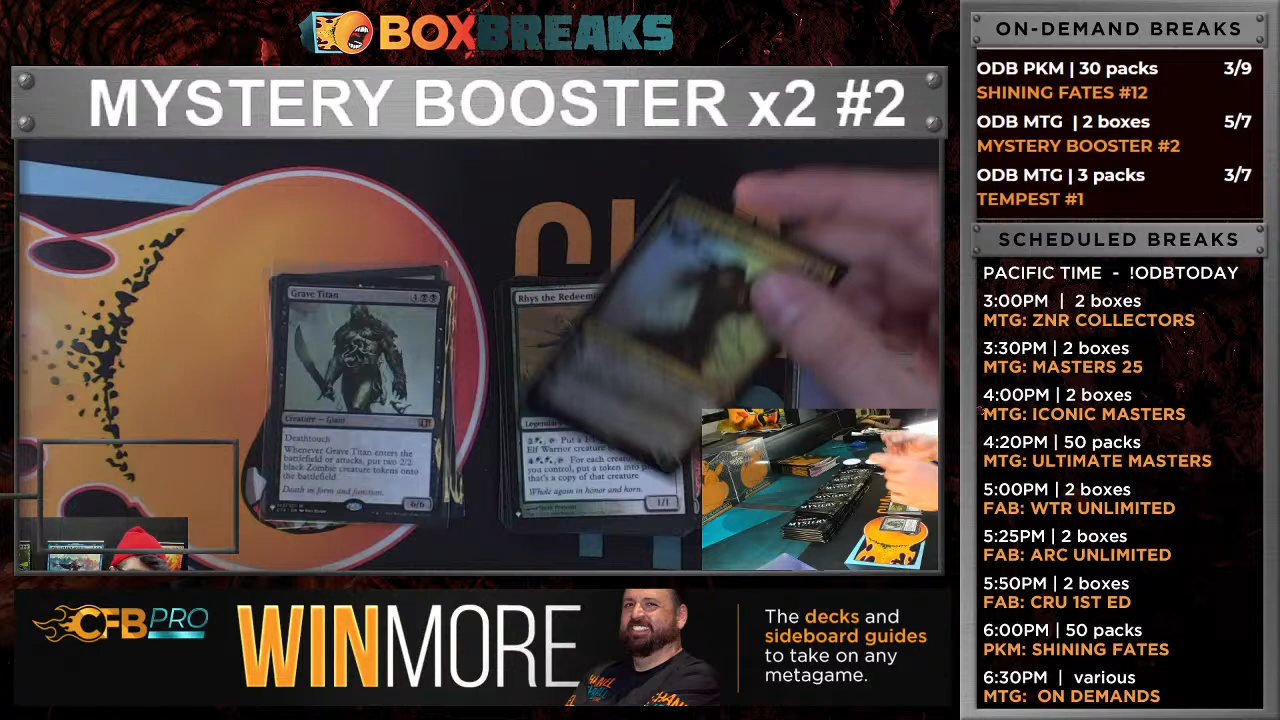 BOXBREAKS
MYSTERY BOOSTER x2 #2
Grave Titan
Creature — Giant
Deathtouch
Whenever Grave Titan enters the
battlefield or attacks, put two 2/2
black Zombie creature tokens onto
the battlefield
Death in form and function.
6/6
Rhys the Redeem
Put a
Elf Warrior creature
For each creature
you control, put a token into
that's a copy of that creature
Whole again in honor and horn.
1/1
CFB PRO
WINMORE
The decks and
sideboard guides
to take on any
metagame.
ON-DEMAND BREAKS
ODB PKM | 30 packs 3/9
SHINING FATES #12
ODB MTG | 2 boxes 5/7
MYSTERY BOOSTER #2
ODB MTG | 3 packs 3/7
TEMPEST #1
SCHEDULED BREAKS
PACIFIC TIME - !ODBTODAY
3:00PM | 2 boxes
MTG: ZNR COLLECTORS
3:30PM | 2 boxes
MTG: MASTERS 25
4:00PM | 2 boxes
MTG: ICONIC MASTERS
4:20PM | 50 packs
MTG: ULTIMATE MASTERS
5:00PM | 2 boxes
FAB: WTR UNLIMITED
5:25PM | 2 boxes
FAB: ARC UNLIMITED
5:50PM | 2 boxes
FAB: CRU 1ST ED
6:00PM | 50 packs
PKM: SHINING FATES
6:30PM | various
MTG: ON DEMANDS